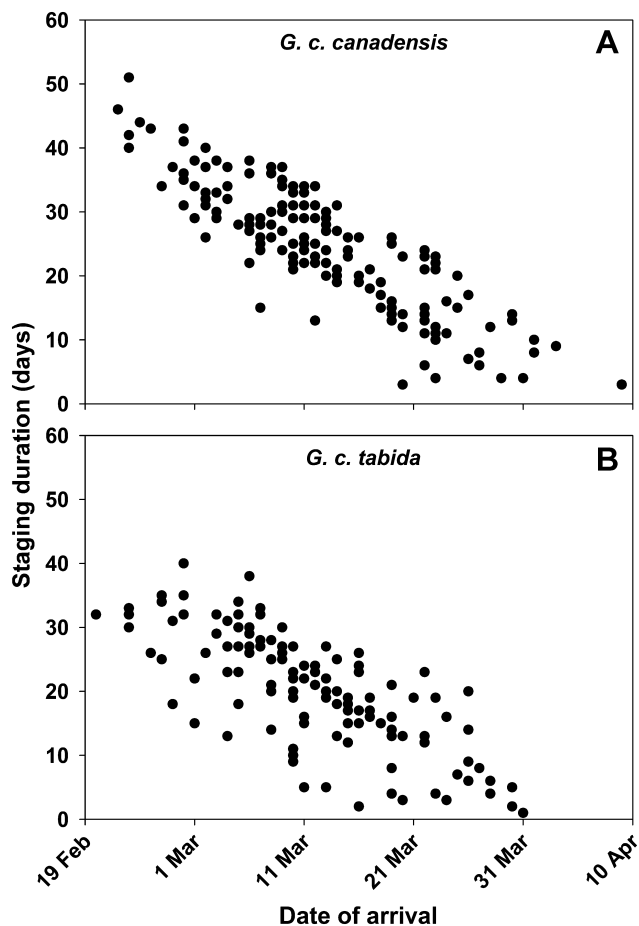 G. c. canadensis
A
60
50
40
30
20
10
0
G. c. tabida
B
60
50
40
30
20
10
0
Staging duration (days)
19 Feb
1 Mar
11 Mar
21 Mar
31 Mar
10 Apr
Date of arrival